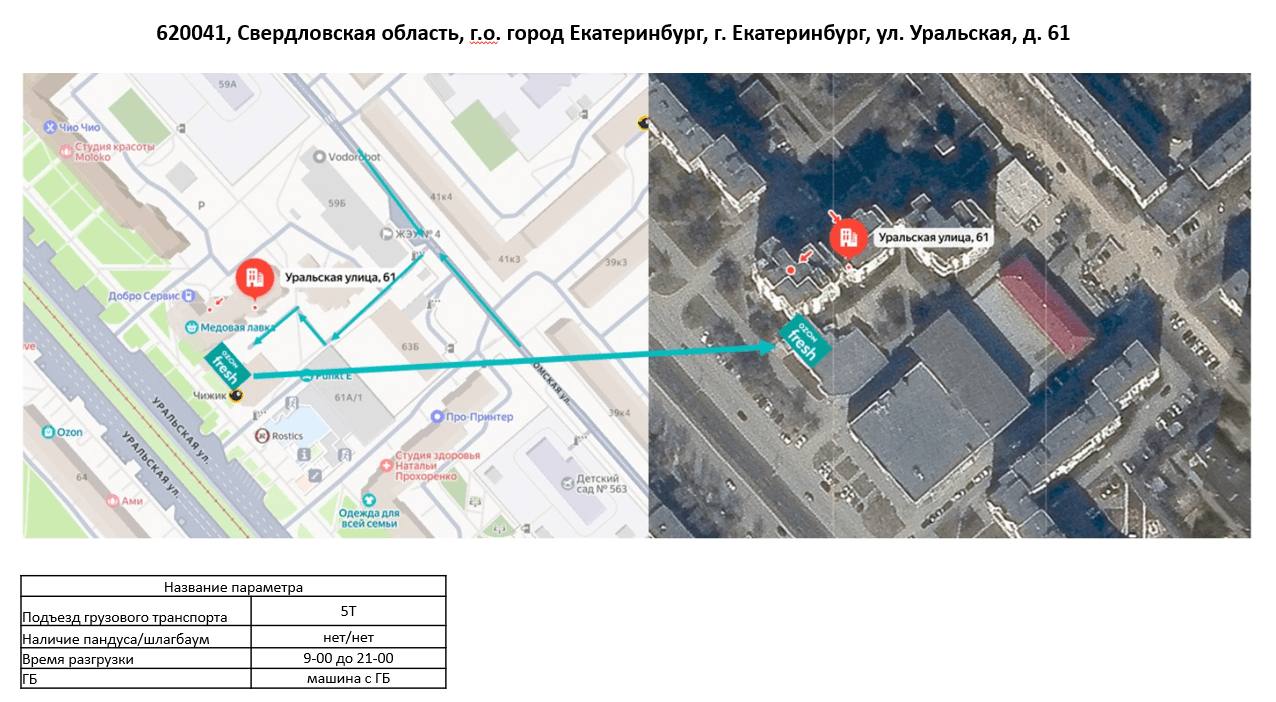 620041, Свердловская область, г.о. город Екатеринбург, г. Екатеринбург, ул. Уральская, д. 61
59А
Чио Чио
Студия красоты
Moloko
Vodorobot
P
59Б
41к4
ЖЭУ № 4
41к3
39к3
Уральская улица, 61
Добро Сервис
Медовая лавка
63Б
OZON
fresh
Чижик
Punkt E
61А/1
ТОМСКАЯ УЛ.
39к4
Про-Принтер
Rostics
УРАЛЬСКАЯ УЛ.
УРАЛЬСКАЯ УЛ.
Ozon
64
Ами
Студия здоровья
Натальи
Прохоренко
Детский
сад № 563
Одежда для
всей семьи
Уральская улица, 61
OZON
fresh
Название параметра
Подъезд грузового транспорта 5Т
Наличие пандуса/шлагбаум нет/нет
Время разгрузки 9-00 до 21-00
ГБ машина с ГБ